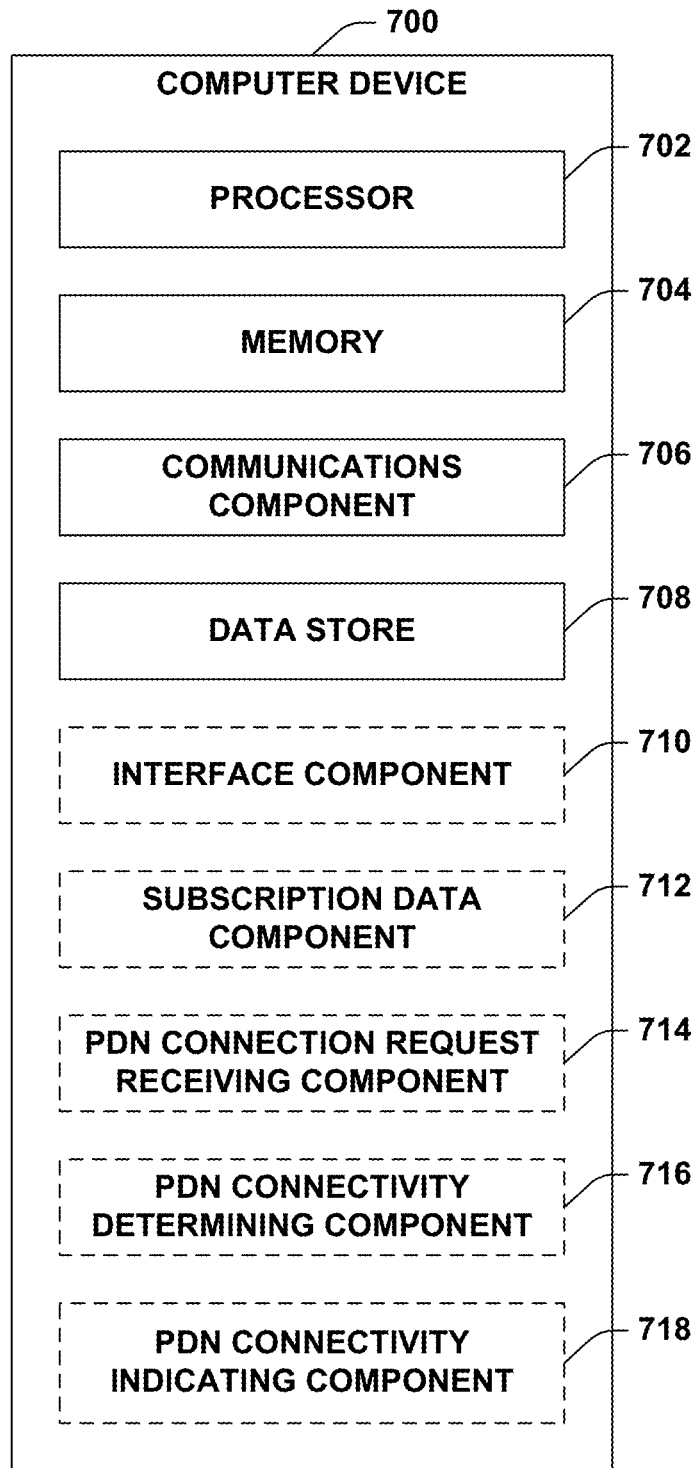 700
COMPUTER DEVICE
702
PROCESSOR
704
MEMORY
706
COMMUNICATIONS
COMPONENT
708
DATA STORE
710
INTERFACE COMPONENT
712
SUBSCRIPTION DATA
COMPONENT
714
PDN CONNECTION REQUEST
RECEIVING COMPONENT
716
PDN CONNECTIVITY
DETERMINING COMPONENT
718
PDN CONNECTIVITY
INDICATING COMPONENT